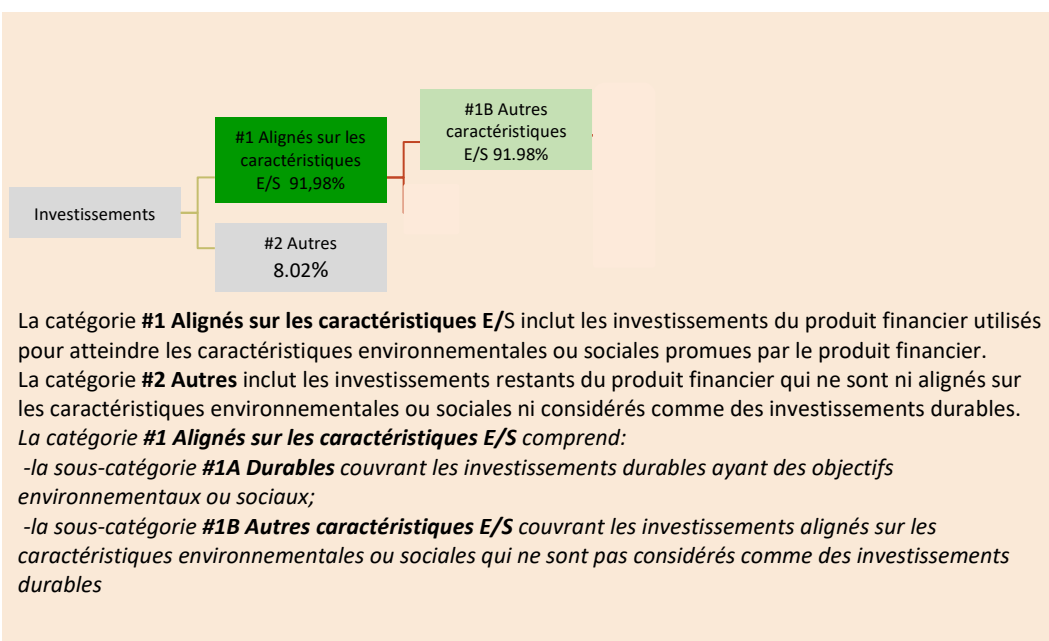 #1B Autres
caractéristiques
E/S 91.98%
#1 Alignés sur les
caractéristiques
E/S 91,98%
Investissements
#2 Autres
8.02%
La catégorie #1 Alignés sur les caractéristiques E/S inclut les investissements du produit financier utilisés
pour atteindre les caractéristiques environnementales ou sociales promues par le produit financier.
La catégorie #2 Autres inclut les investissements restants du produit financier qui ne sont ni alignés sur
les caractéristiques environnementales ou sociales ni considérés comme des investissements durables.
La catégorie #1 Alignés sur les caractéristiques E/S comprend:
-la sous-catégorie #1A Durables couvrant les investissements durables ayant des objectifs
environnementaux ou sociaux;
-la sous-catégorie #1B Autres caractéristiques E/S couvrant les investissements alignés sur les
caractéristiques environnementales ou sociales qui ne sont pas considérés comme des investissements
durables